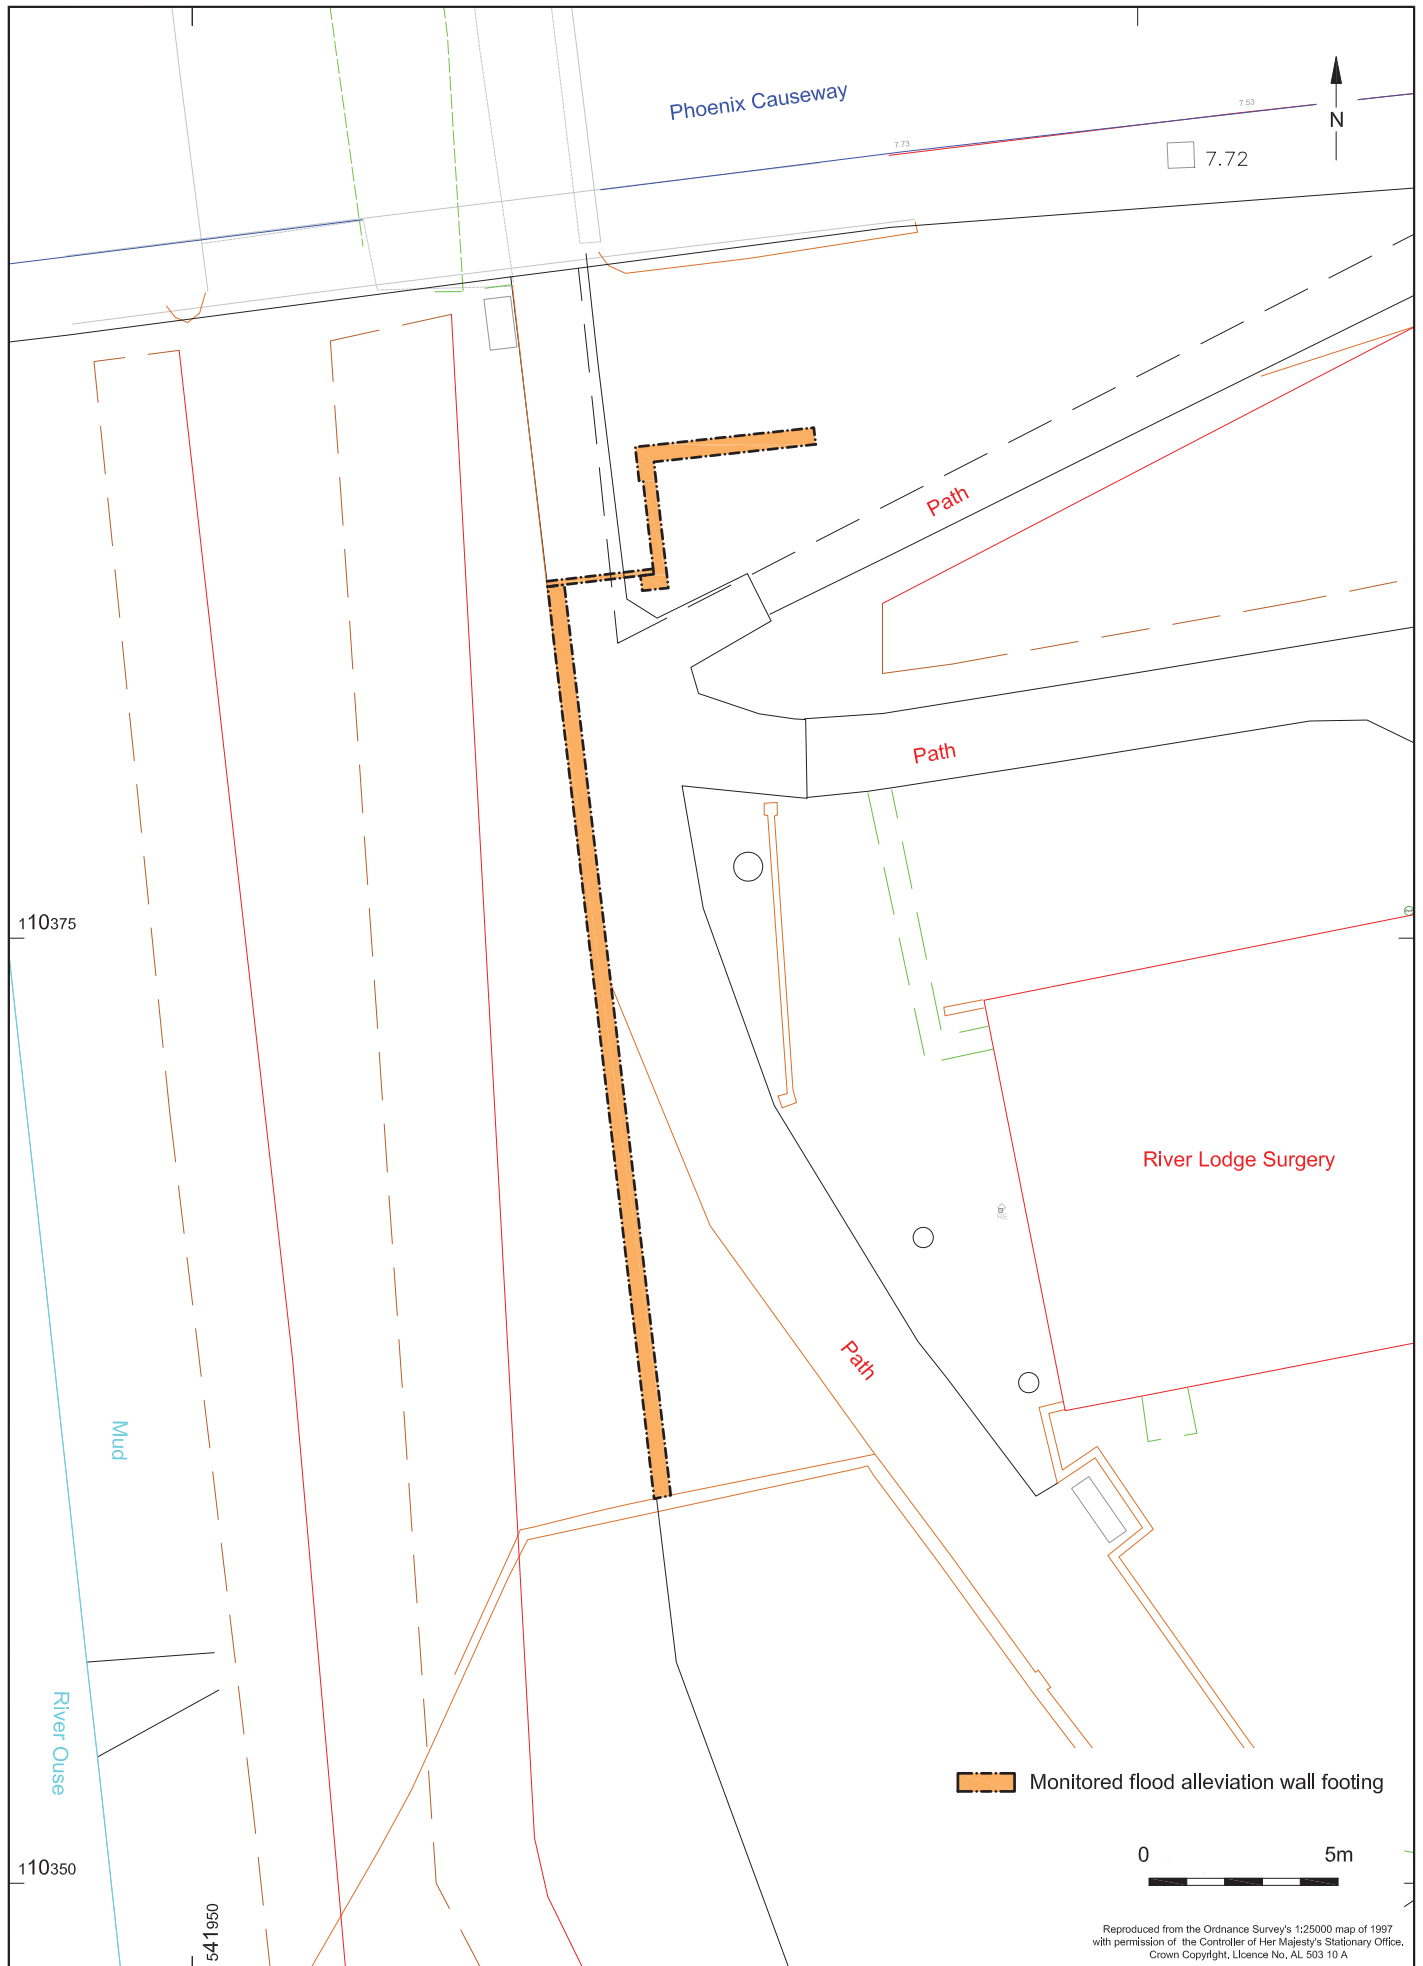 Phoenix Causeway
7.53
7.73
7.72
N
Path
Path
110375
River Lodge Surgery
RE
Path
Mud
River Ouse
Monitored flood alleviation wall footing
0 5m
110350
541950
Reproduced from the Ordnance Survey's 1:25000 map of 1997
with permission of the Controller of Her Majesty's Stationary Office,
Crown Copyright, Licence No. AL 503 10 A